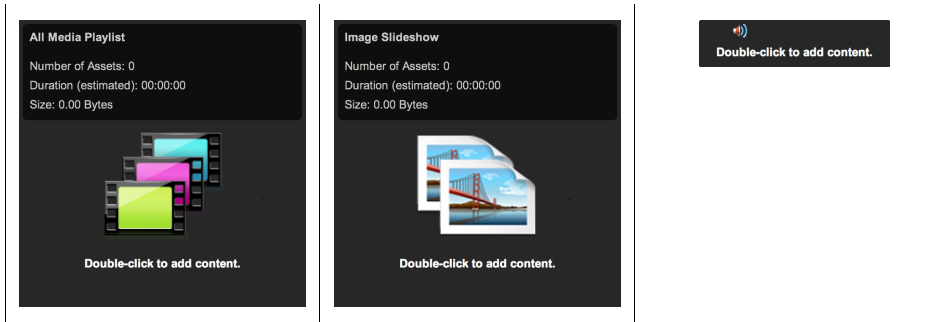 All Media Playlist
Number of Assets: 0
Duration (estimated): 00:00:00
Size: 0.00 Bytes
Double-click to add content.
Image Slideshow
Number of Assets: 0
Duration (estimated): 00:00:00
Size: 0.00 Bytes
Double-click to add content.
Double-click to add content.